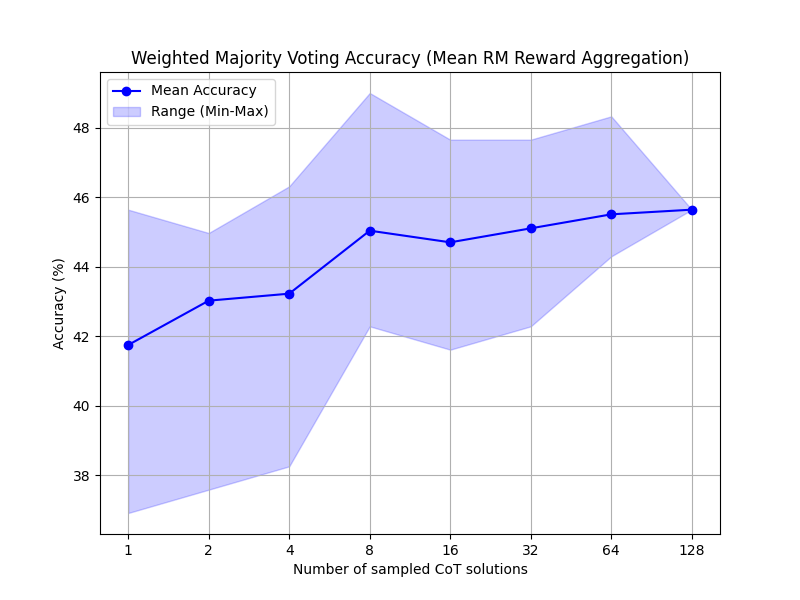 Weighted Majority Voting Accuracy (Mean RM Reward Aggregation)
Mean Accuracy
Range (Min-Max)
Accuracy (%)
48
46
44
42
40
38
1 2 4 8 16 32 64 128
Number of sampled CoT solutions